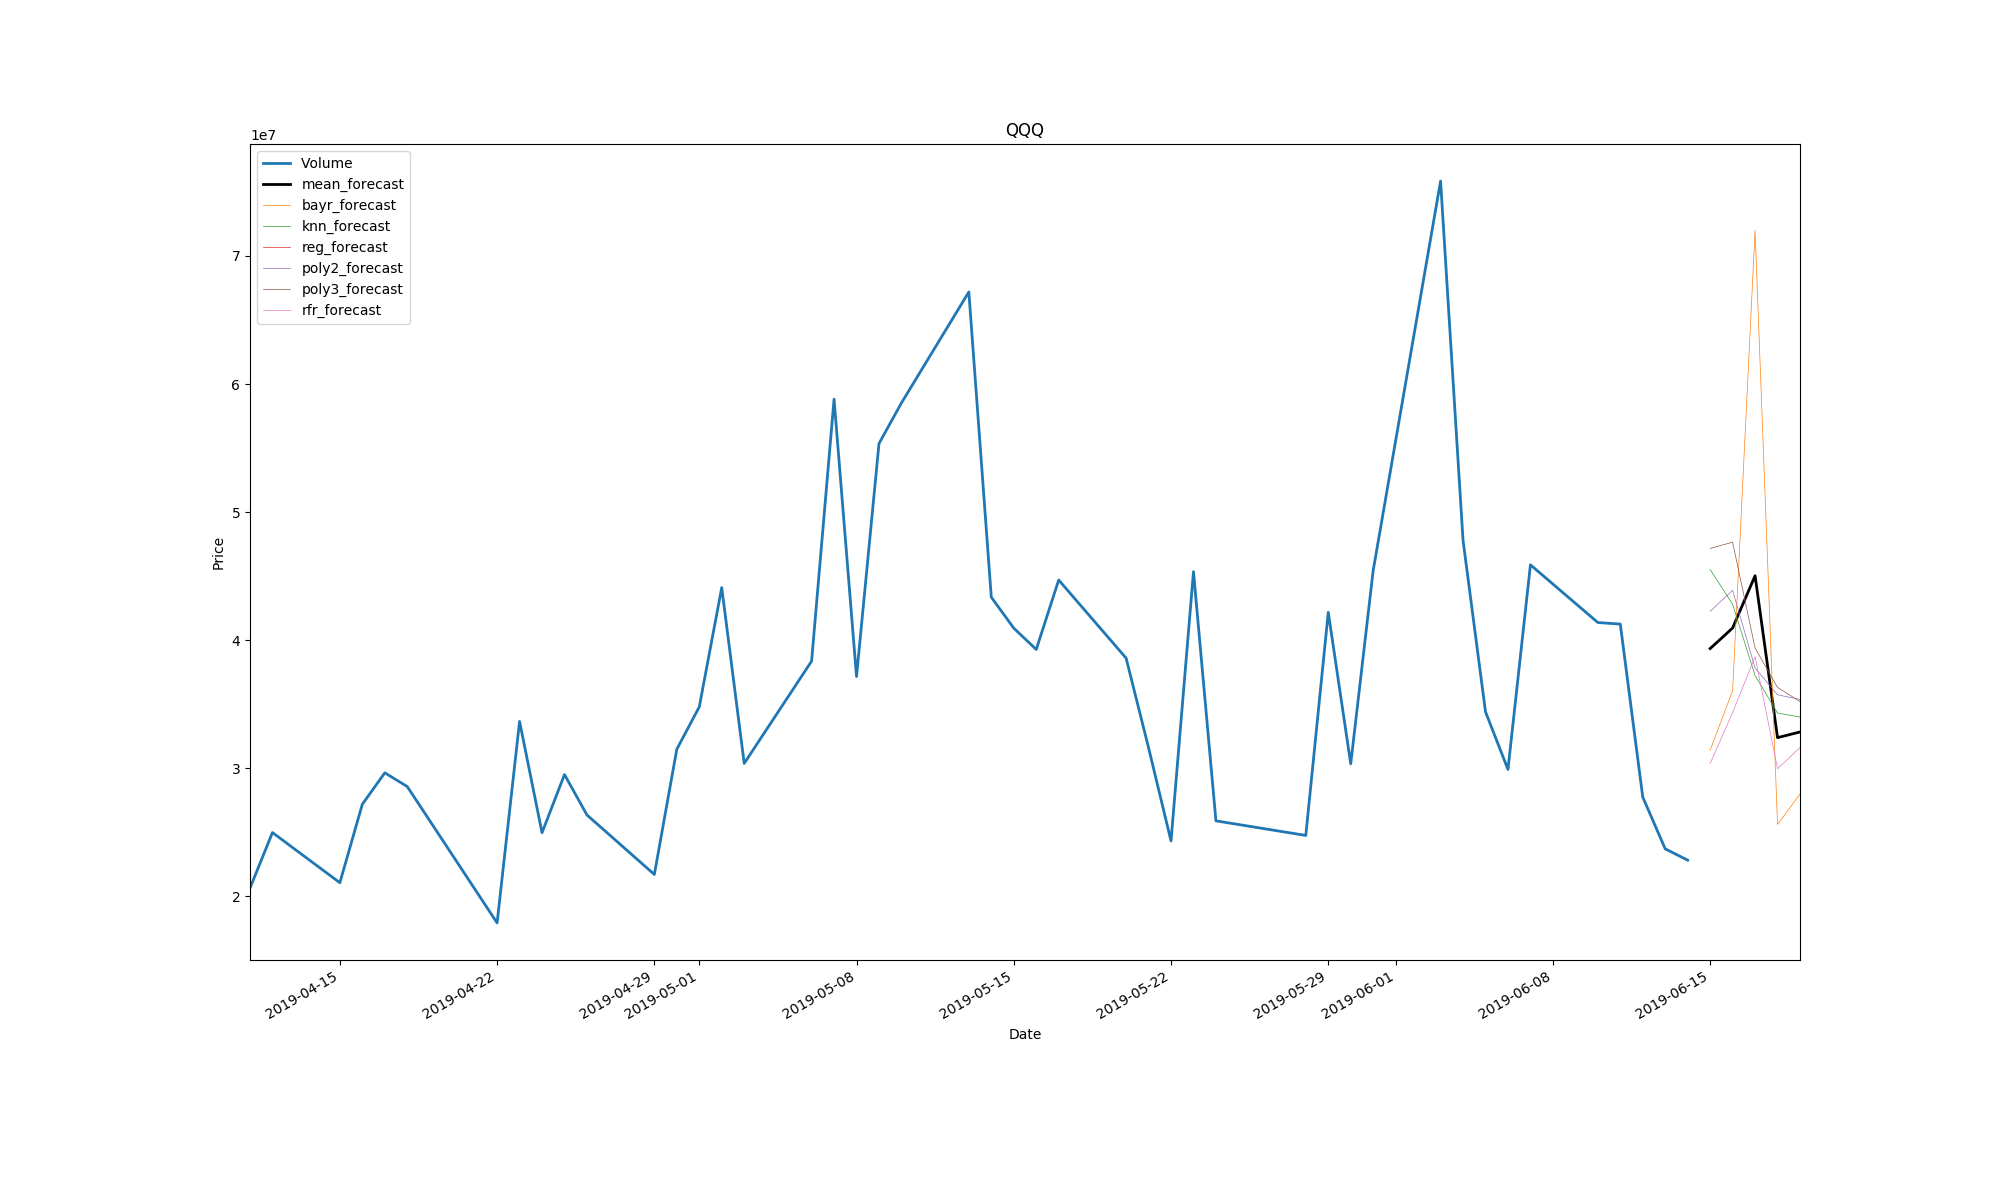 QQQ
1e7
Volume
mean_forecast
bayr_forecast
knn_forecast
reg_forecast
poly2_forecast
poly3_forecast
rfr_forecast
7
6
5
4
3
2
Price
2019-04-15
2019-04-22
2019-04-29
2019-05-01
2019-05-08
2019-05-15
2019-05-22
2019-05-29
2019-06-01
2019-06-08
2019-06-15
Date